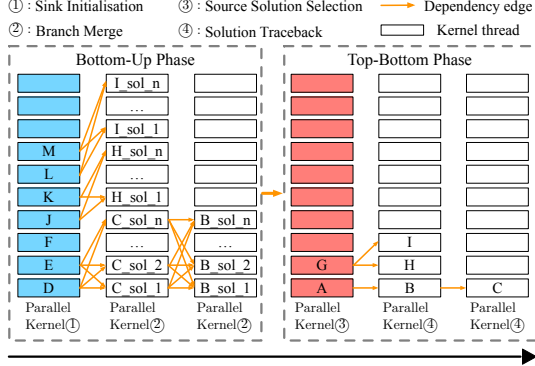 ①: Sink Initialisation ③: Source Solution Selection Dependency edge
②: Branch Merge ④: Solution Traceback Kernel thread
Bottom-Up Phase Top-Bottom Phase
I_sol_n
...
I_sol_1
M H_sol_n
L ...
K H_sol_1
J C_sol_n B_sol_n
F ... ... I
E C_sol_2 B_sol_2 G H
D C_sol_1 B_sol_1 A B C
Parallel Parallel Parallel Parallel Parallel Parallel
Kernel① Kernel② Kernel② Kernel③ Kernel④ Kernel④